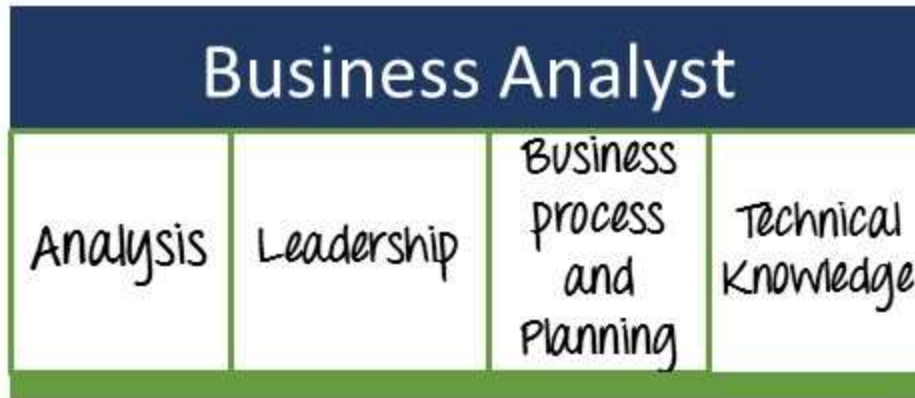 Business Analyst
Analysis
Leadership
Business
process
and
Planning
Technical
Knowledge